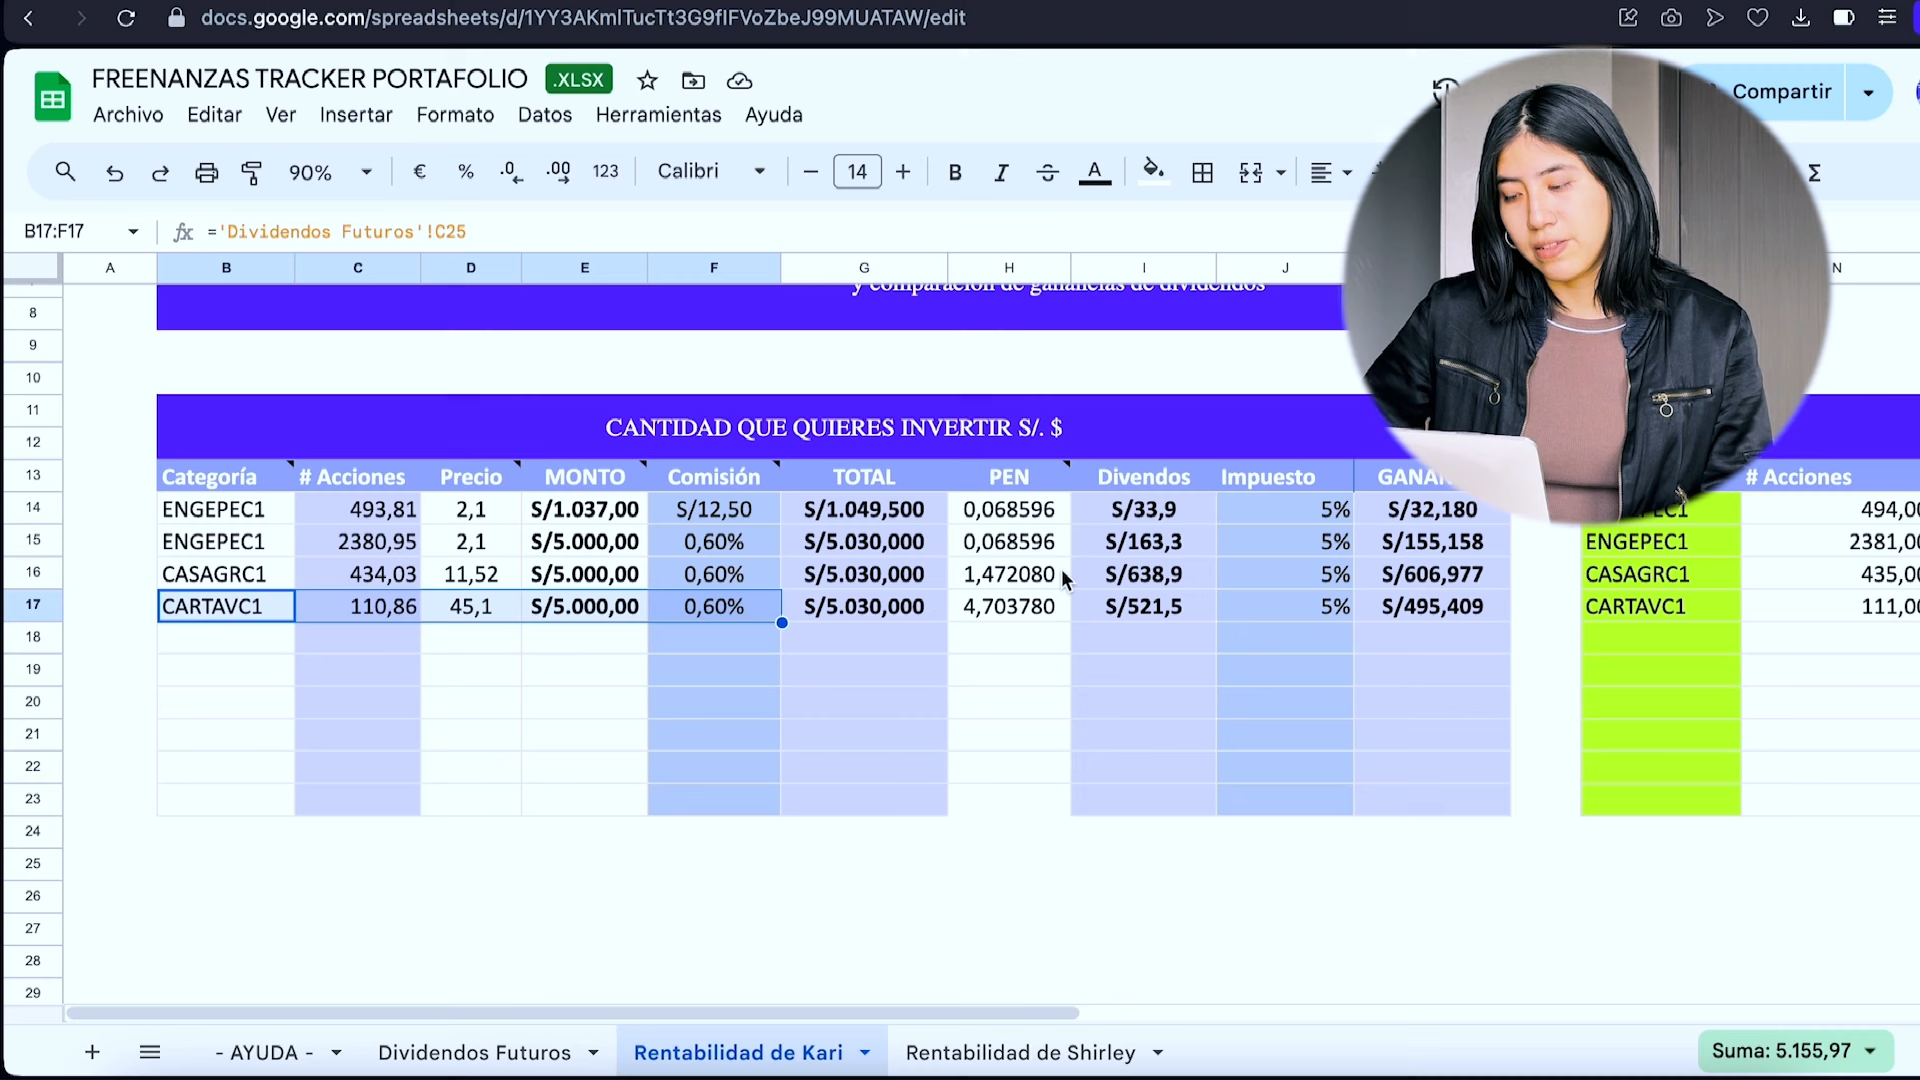 docs.google.com/spreadsheets/d/1YY3AKmlTucTt3G9fIFVoZbeJ99MUATAW/edit
FREENANZAS TRACKER PORTAFOLIO .XLSX
Compartir
Archivo Editar Ver Insertar Formato Datos Herramientas Ayuda
90% € % .0 .00 123 Calibri 14 B I S A Σ
B17:F17 fx ='Dividendos Futuros'!C25
A B C D E F G H I J N
y comparación de ganancias de dividendos
8
9
10
11
12 CANTIDAD QUE QUIERES INVERTIR S/. $
13 Categoría # Acciones Precio MONTO Comisión TOTAL PEN Divendos Impuesto # Acciones
14 ENGEPEC1 493,81 2,1 S/1.037,00 S/12,50 S/1.049,500 0,068596 S/33,9 5% S/32,180 494,00
15 ENGEPEC1 2380,95 2,1 S/5.000,00 0,60% S/5.030,000 0,068596 S/163,3 5% S/155,158 ENGEPEC1 2381,00
16 CASAGRC1 434,03 11,52 S/5.000,00 0,60% S/5.030,000 1,472080 S/638,9 5% S/606,977 CASAGRC1 435,00
17 CARTAVC1 110,86 45,1 S/5.000,00 0,60% S/5.030,000 4,703780 S/521,5 5% S/495,409 CARTAVC1 111,00
18
19
20
21
22
23
24
25
26
27
28
29
- AYUDA - Dividendos Futuros Rentabilidad de Kari Rentabilidad de Shirley Suma: 5.155,97